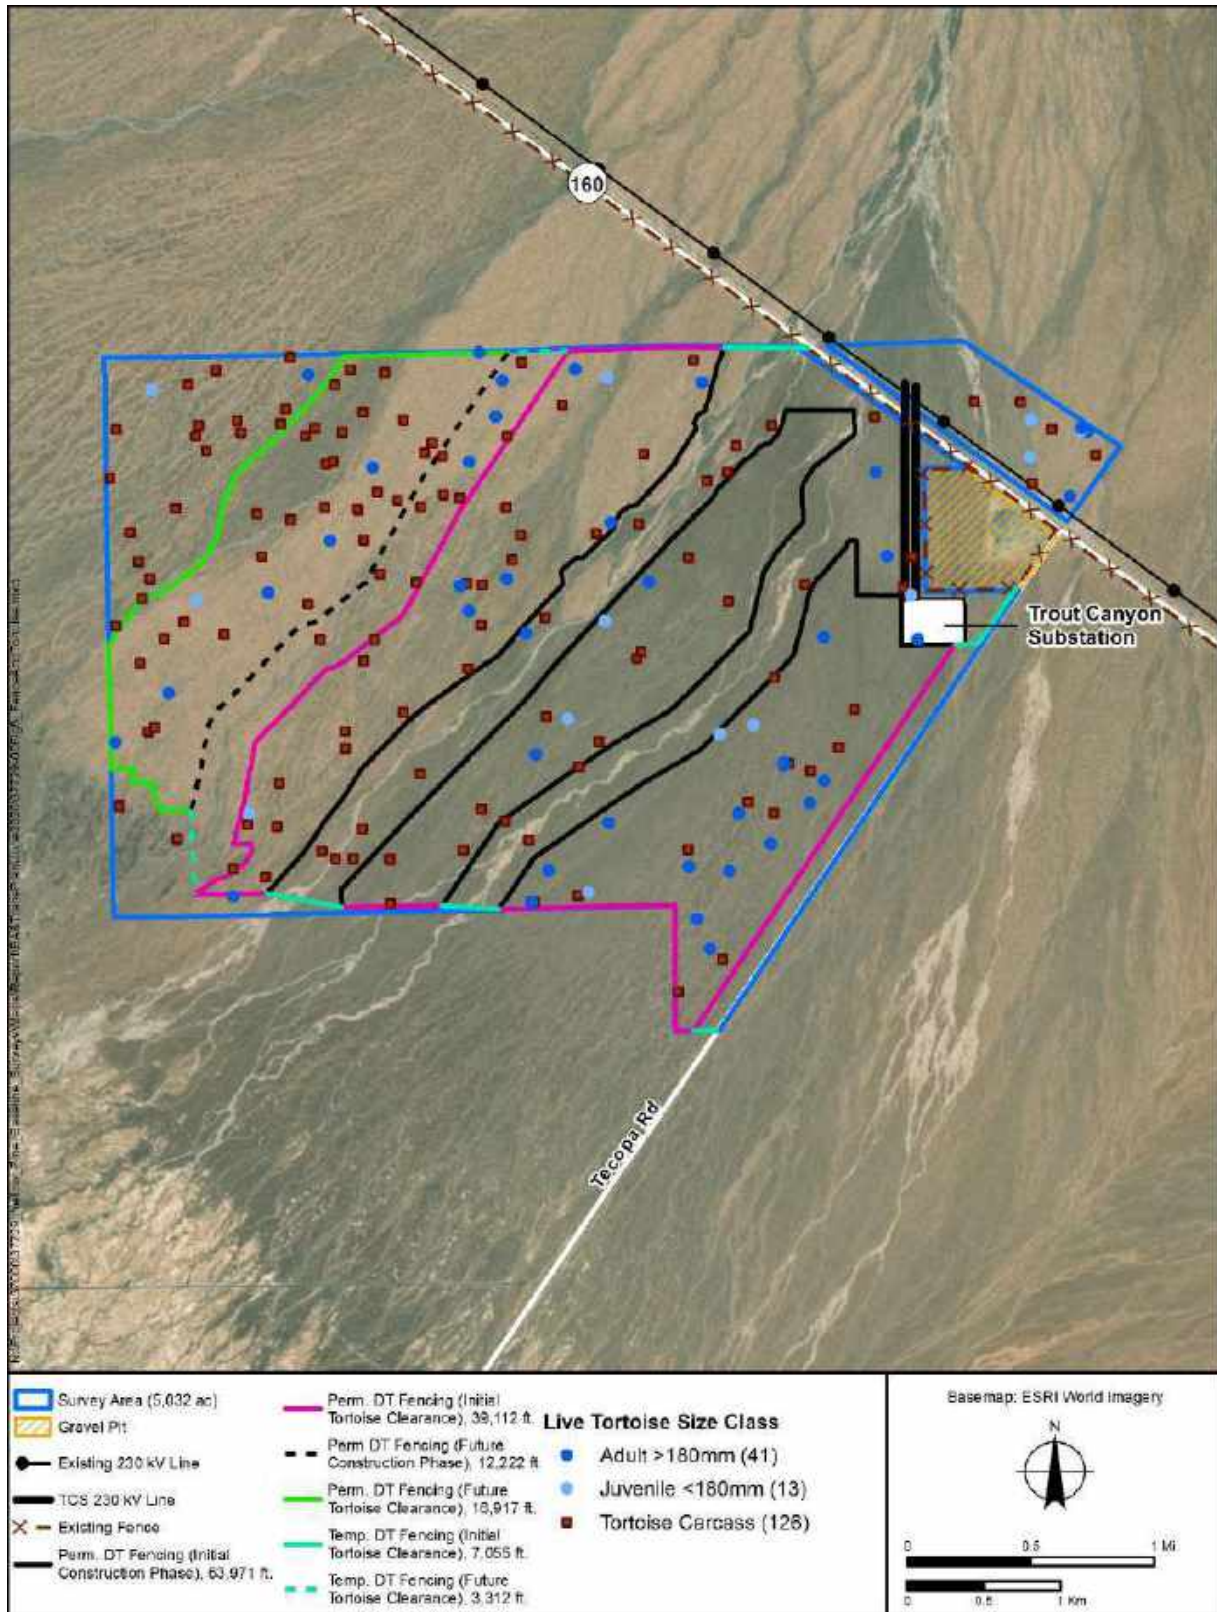 160
Trout Canyon
Substation
Tecopa Rd
Survey Area (5,032 ac)
Gravel Pit
Existing 230 kV Line
TCS 230 kV Line
Existing Fence
Perm. DT Fencing (Initial
Construction Phase), 63,971 ft.
Perm. DT Fencing (Initial
Tortoise Clearance), 39,112 ft.
Perm DT Fencing (Future
Construction Phase), 12,222 ft
Perm. DT Fencing (Future
Tortoise Clearance), ft.
Temp. DT Fencing (Initial
Tortoise Clearance), 7,055 ft.
Temp. DT Fencing (Future
Tortoise Clearance), 3,312 ft.
Live Tortoise Size Class
Adult >180mm (41)
Juvenile <180mm (13)
Tortoise Carcass (126)
Basemap: ESRI World Imagery
N
0 0.5 1 Mi
0 0.5 1 Km